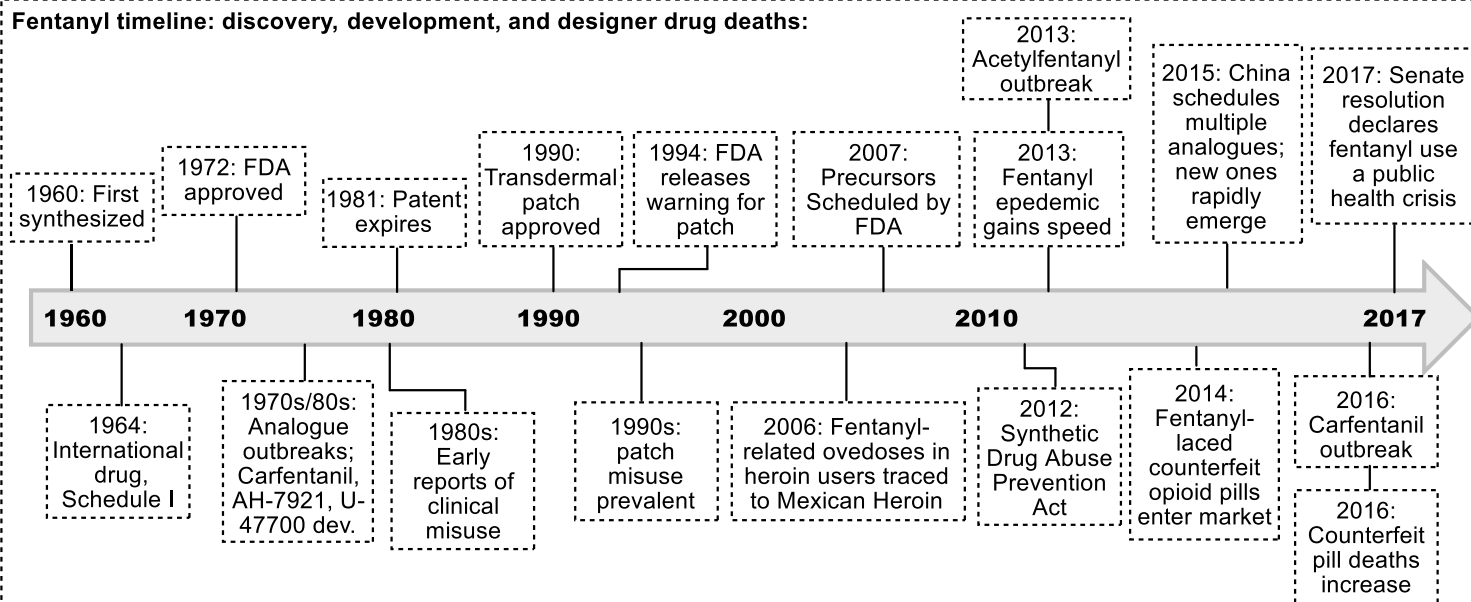 Fentanyl timeline: discovery, development, and designer drug deaths:
1960: First
synthesized
1972: FDA
approved
1981: Patent
expires
1990:
Transdermal
patch
approved
1994: FDA
releases
warning for
patch
2007:
Precursors
Scheduled by
FDA
2013:
Acetylfentanyl
outbreak
2013:
Fentanyl
epedemic
gains speed
2015: China
schedules
multiple
analogues;
new ones
rapidly
emerge
2017: Senate
resolution
declares
fentanyl use
a public
health crisis
1960 1970 1980 1990 2000 2010 2017
1964:
International
drug,
Schedule I
1970s/80s:
Analogue
outbreaks;
Carfentanil,
AH-7921, U-
47700 dev.
1980s:
Early
reports of
clinical
misuse
1990s:
patch
misuse
prevalent
2006: Fentanyl-
related ovedoses in
heroin users traced
to Mexican Heroin
2012:
Synthetic
Drug Abuse
Prevention
Act
2014:
Fentanyl-
laced
counterfeit
opioid pills
enter market
2016:
Carfentanil
outbreak
2016:
Counterfeit
pill deaths
increase